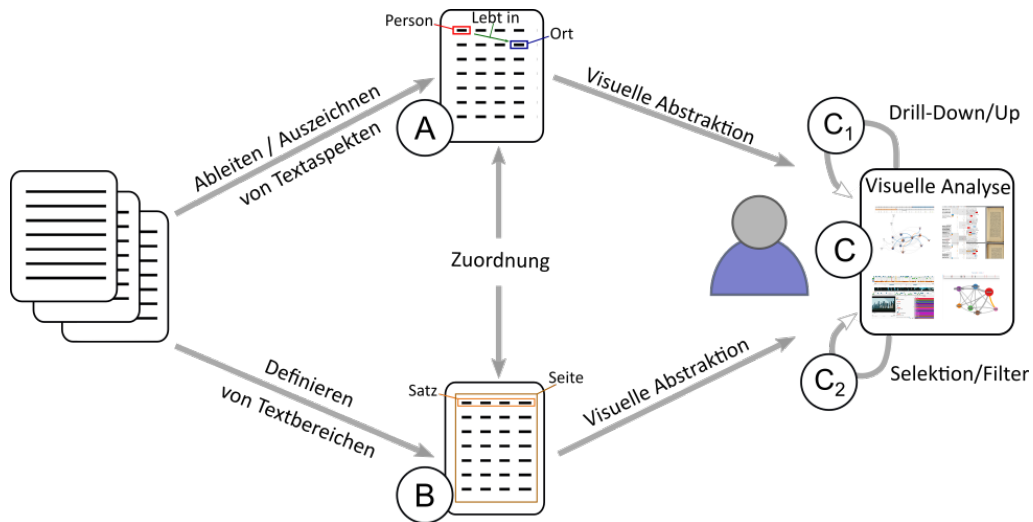 Lebt in
Person
Ort
A
Ableiten / Auszeichnen
von Textaspekten
Visuelle Abstraktion
C1
Drill-Down/Up
Visuelle Analyse
C
Zuordnung
Definieren
von Textbereichen
Satz
Seite
B
Visuelle Abstraktion
C2
Selektion/Filter